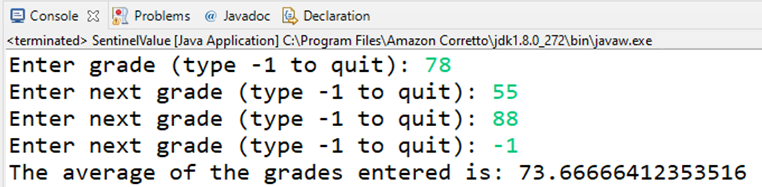 Console Problems @ Javadoc Declaration
<terminated> SentinelValue [Java Application] C:\Program Files\Amazon Corretto\jdk1.8.0_272\bin\javaw.exe
Enter grade (type -1 to quit): 78
Enter next grade (type -1 to quit): 55
Enter next grade (type -1 to quit): 88
Enter next grade (type -1 to quit): -1
The average of the grades entered is: 73.66666412353516